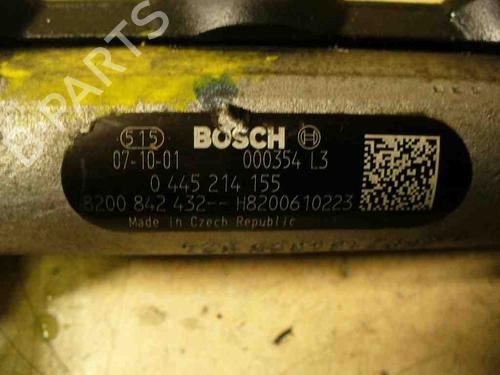 B PARTS
515 BOSCH
07-10-01 000354 L3
0 445 214 155
8200 842 432-- H8200610223
Made in Czech Republic